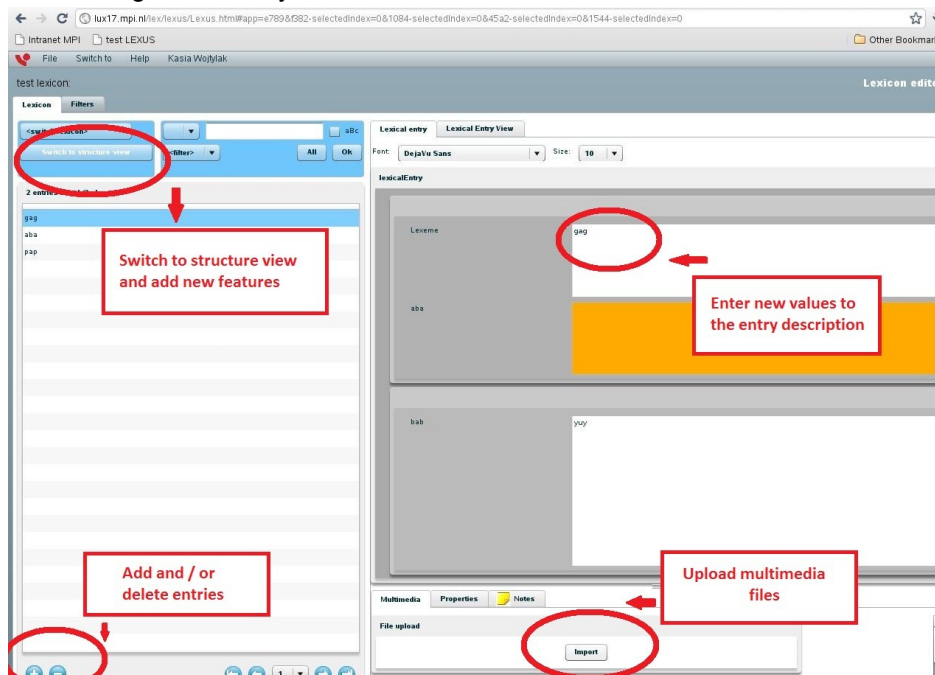 lux17.mpi.nl/lex/lexus/Lexus.html#app=e789&f382-selectedIndex=0&1084-selectedIndex=0&45a2-selectedIndex=0&1544-selectedIndex=0
Intranet MPI test LEXUS Other Bookmar
File Switch to Help Kasia Wojtylak
test lexicon: Lexicon edito
Lexicon Filters
aBc
Switch to structure view <filter> All Ok
2 entries
gag
aba
pap
Switch to structure view
and add new features
Add and / or
delete entries
1
Lexical entry Lexical Entry View
Font: DejaVu Sans Size: 10
lexicalEntry
Lexeme gag
Enter new values to
the entry description
aba
bab yuy
Upload multimedia
files
Multimedia Properties Notes
File upload
Import